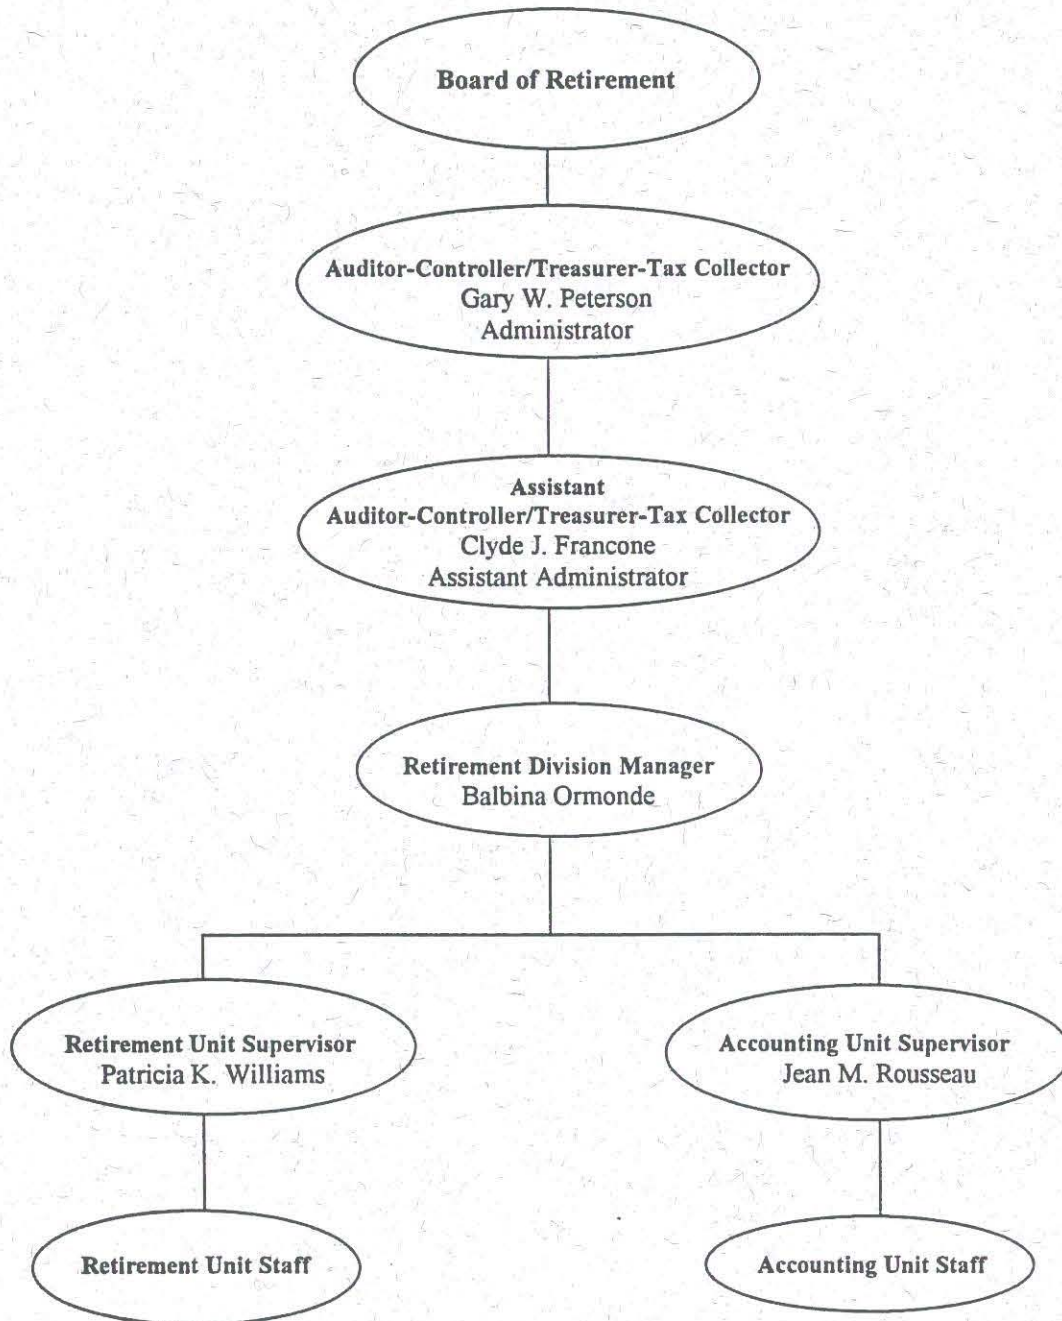 Board of Retirement
Auditor-Controller/Treasurer-Tax Collector
Gary W. Peterson
Administrator
Assistant
Auditor-Controller/Treasurer-Tax Collector
Clyde J. Francone
Assistant Administrator
Retirement Division Manager
Balbina Ormonde
Retirement Unit Supervisor
Patricia K. Williams
Accounting Unit Supervisor
Jean M. Rousseau
Retirement Unit Staff
Accounting Unit Staff